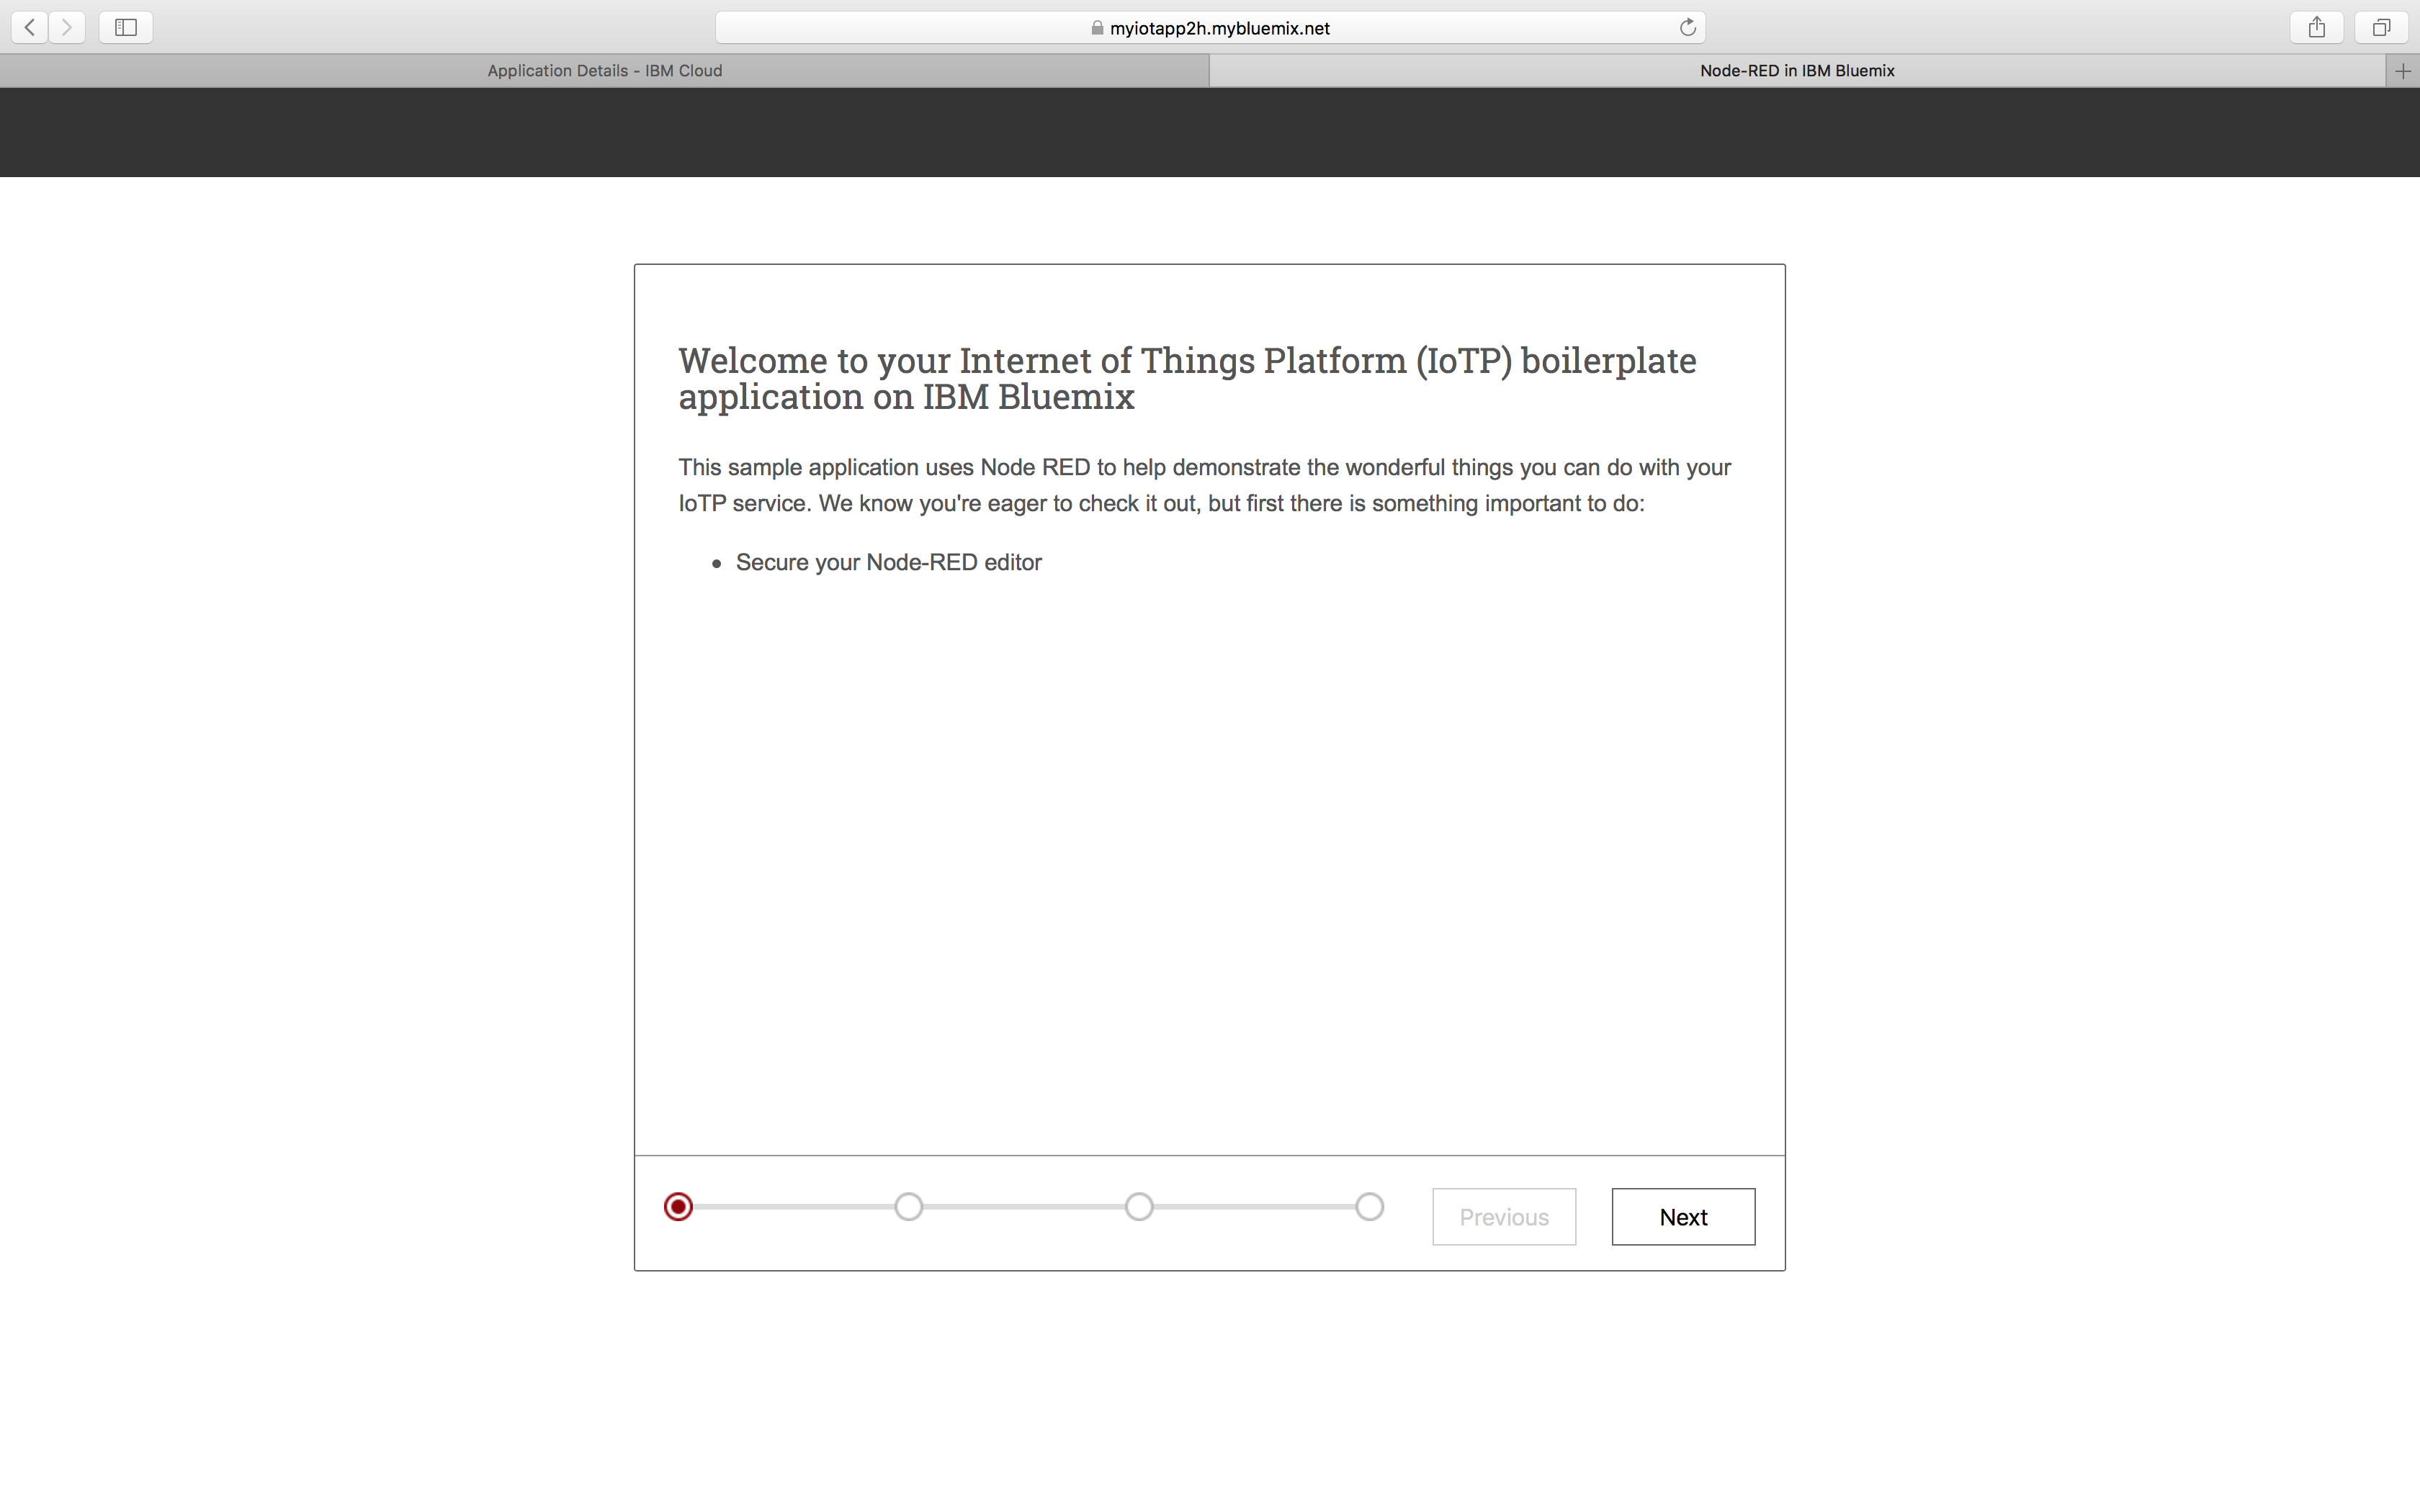 myiotapp2h.mybluemix.net
Application Details - IBM Cloud
Node-RED in IBM Bluemix
Welcome to your Internet of Things Platform (IoTP) boilerplate
application on IBM Bluemix
This sample application uses Node RED to help demonstrate the wonderful things you can do with your
IoTP service. We know you're eager to check it out, but first there is something important to do:
• Secure your Node-RED editor
Previous
Next